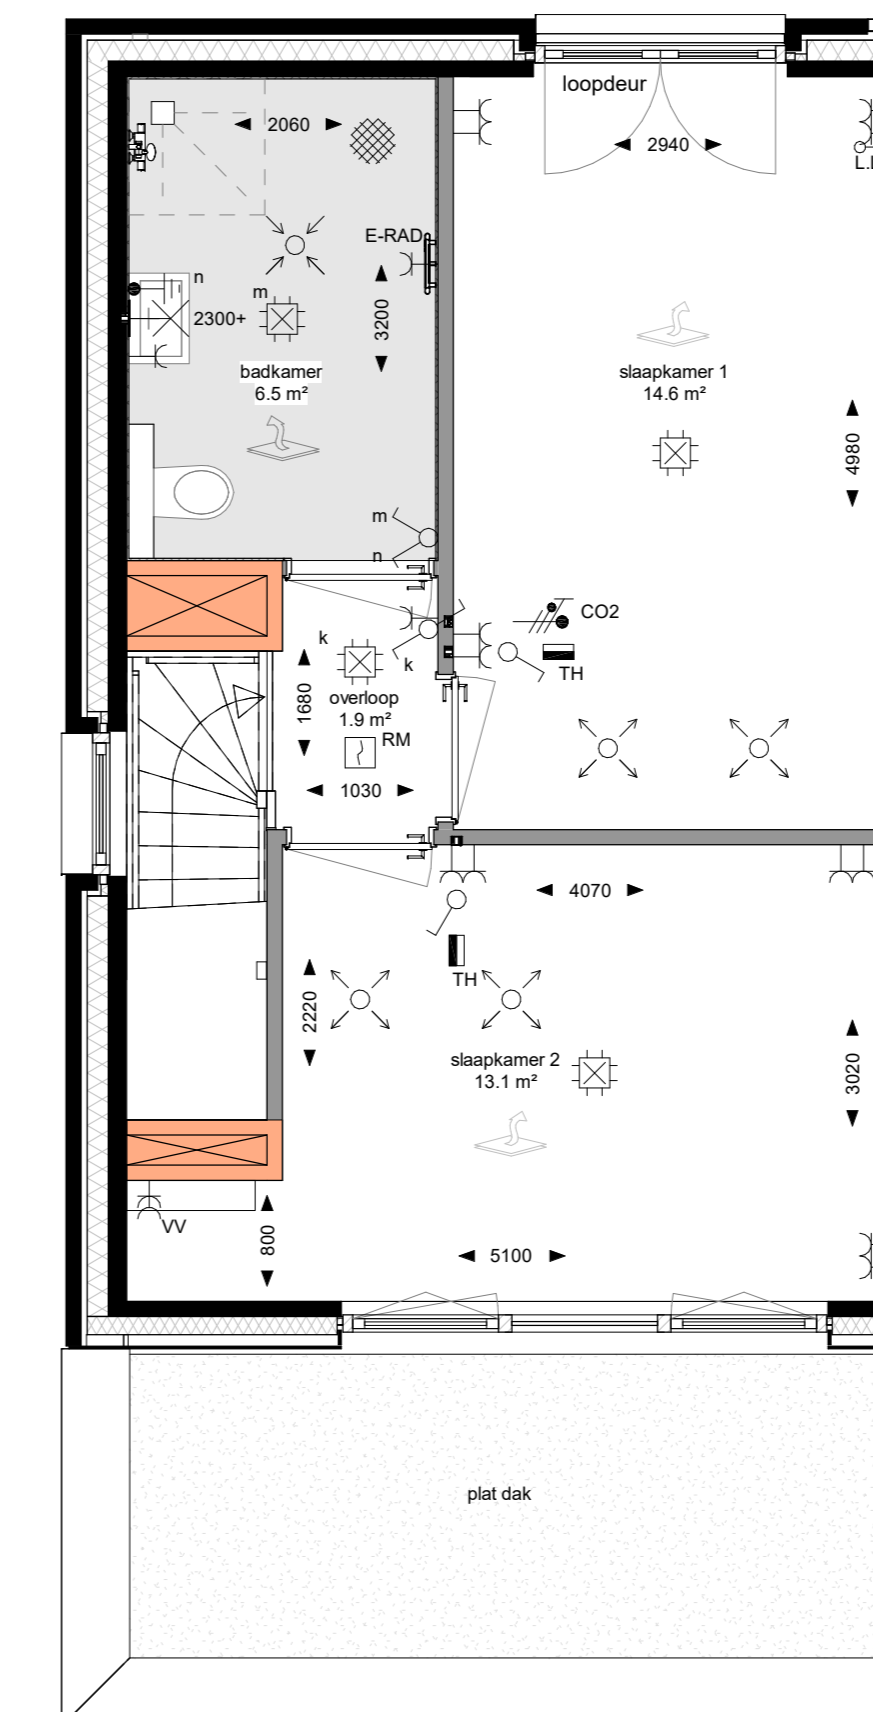 loopdeur
2060
2940
E-RAD
n
m
2300+
3200
badkamer
6.5 m²
slaapkamer 1
14.6 m²
4980
m
n
CO2
k
k
TH
1680
overloop
1.9 m²
RM
1030
4070
TH
2220
slaapkamer 2
13.1 m²
3020
VV
800
5100
plat dak